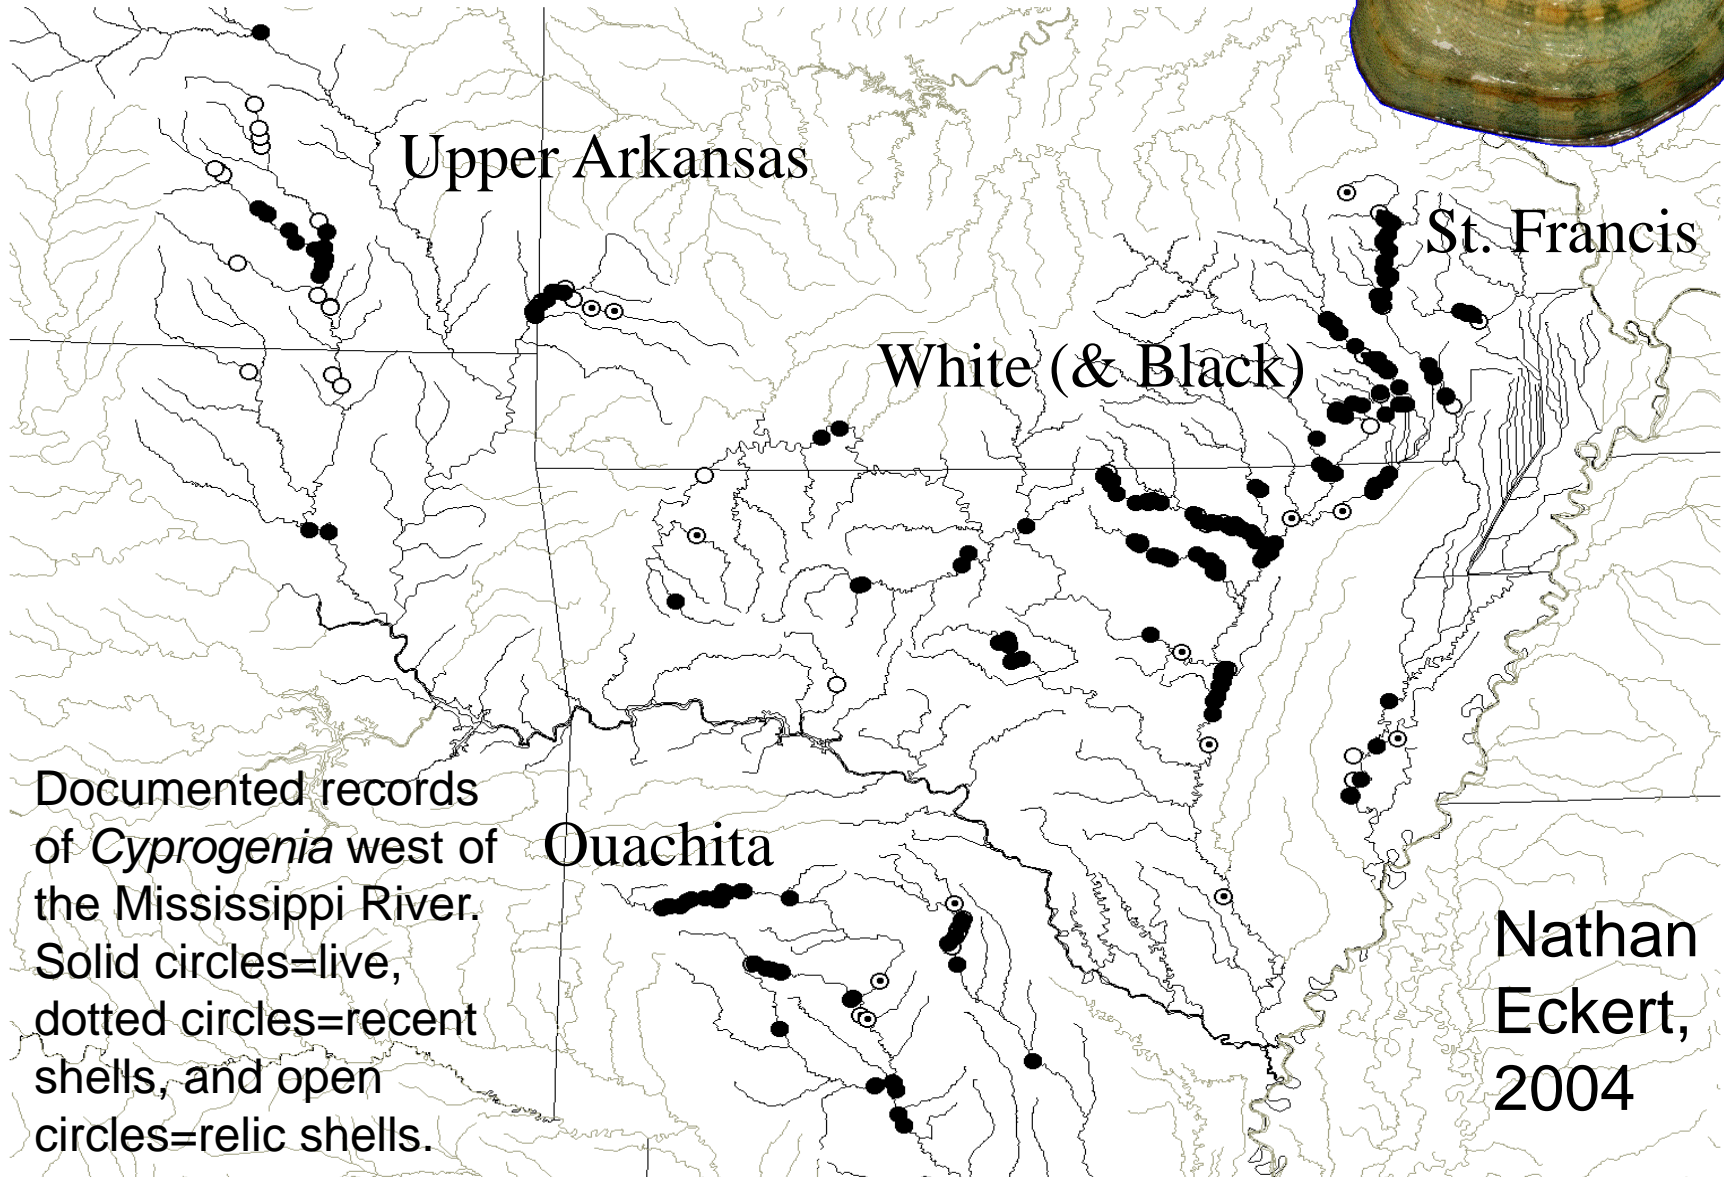 Upper Arkansas
St. Francis
White (& Black)
Ouachita
Documented records
of Cyprogenia west of
the Mississippi River.
Solid circles=live,
dotted circles=recent
shells, and open
circles=relic shells.
Nathan
Eckert,
2004